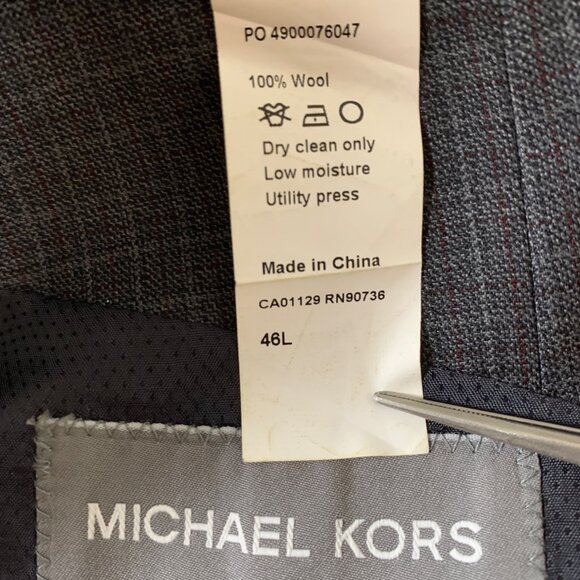 PO 4900076047
100% Wool
Dry clean only
Low moisture
Utility press
Made in China
CA01129 RN90736
46L
MICHAEL KORS